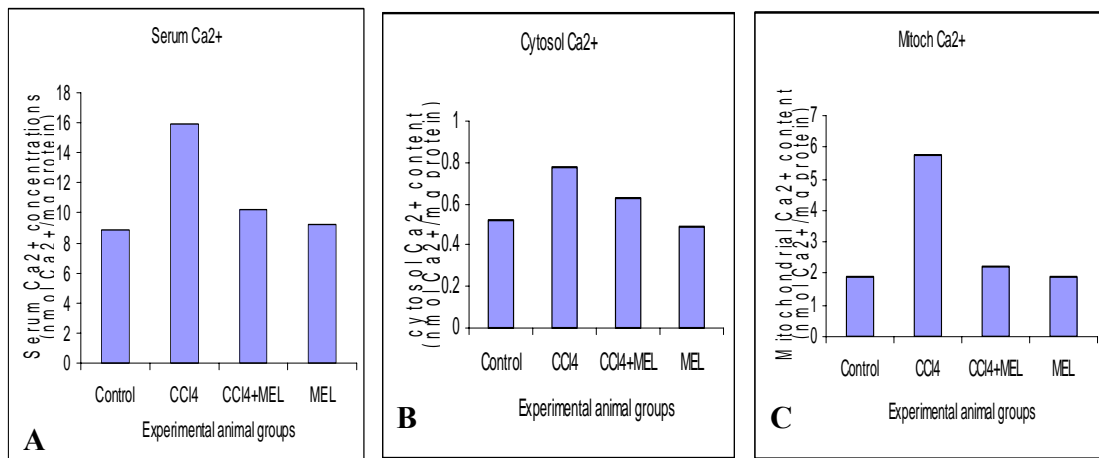 Serum Ca2+
Serum Ca2+ concentrations
(nmol Ca2+/mg protein)
18
16
14
12
10
8
6
4
2
0
Control CCl4 CCl4+MEL MEL
Experimental animal groups
A
Cytosol Ca2+
cytosol Ca2+ content
(nmol Ca2+/mg protein)
1
0.8
0.6
0.4
0.2
0
Control CCl4 CCl4+MEL MEL
Experimental animal groups
B
Mitoch Ca2+
Mitochondrial Ca2+ content
(nmol Ca2+/mg protein)
7
6
5
4
3
2
1
0
Control CCl4 CCl4+MEL MEL
Experimental animal groups
C